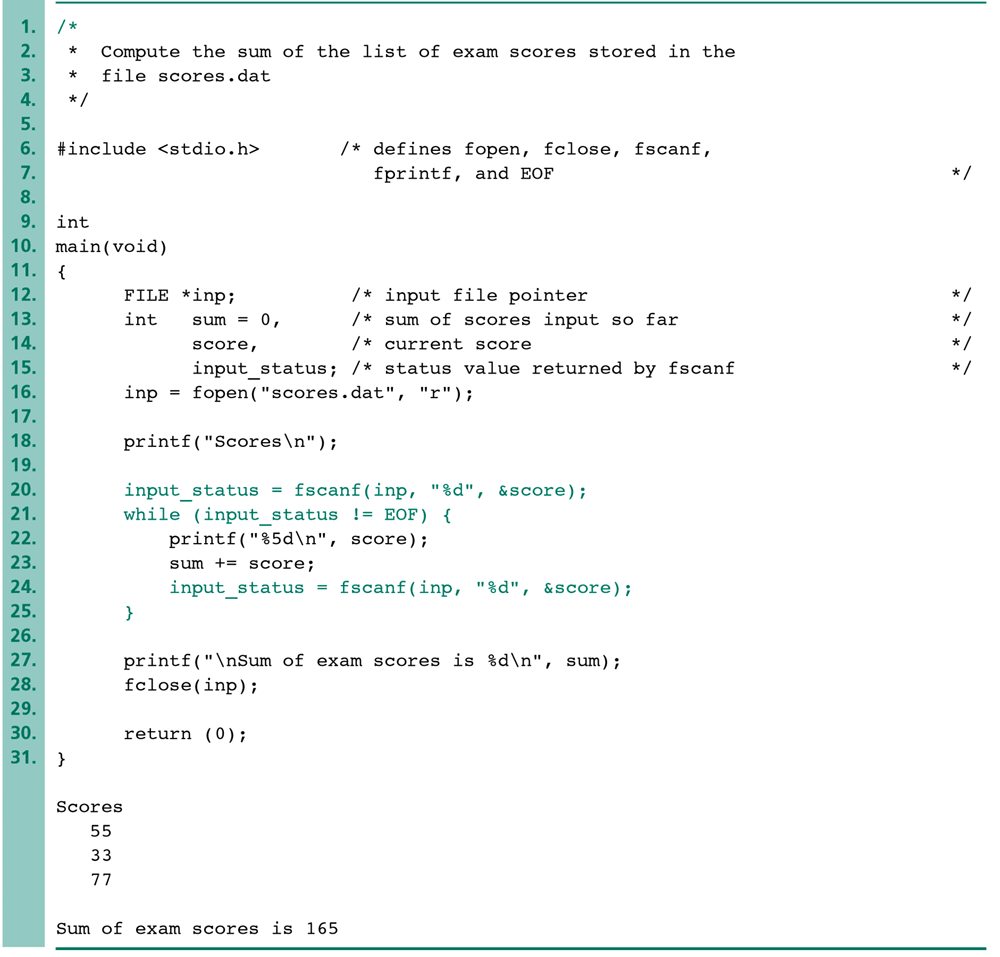 1. /*
2.  *  Compute the sum of the list of exam scores stored in the
3.  *  file scores.dat
4.  */
5.
6. #include <stdio.h>       /* defines fopen, fclose, fscanf,
7.                             fprintf, and EOF                                   */
8.
9. int
10. main(void)
11. {
12.       FILE *inp;          /* input file pointer                                */
13.       int   sum = 0,      /* sum of scores input so far                        */
14.             score,        /* current score                                     */
15.             input_status; /* status value returned by fscanf                   */
16.       inp = fopen("scores.dat", "r");
17.
18.       printf("Scores\n");
19.
20.       input_status = fscanf(inp, "%d", &score);
21.       while (input_status != EOF) {
22.           printf("%5d\n", score);
23.           sum += score;
24.           input_status = fscanf(inp, "%d", &score);
25.       }
26.
27.       printf("\nSum of exam scores is %d\n", sum);
28.       fclose(inp);
29.
30.       return (0);
31. }
Scores
   55
   33
   77
Sum of exam scores is 165